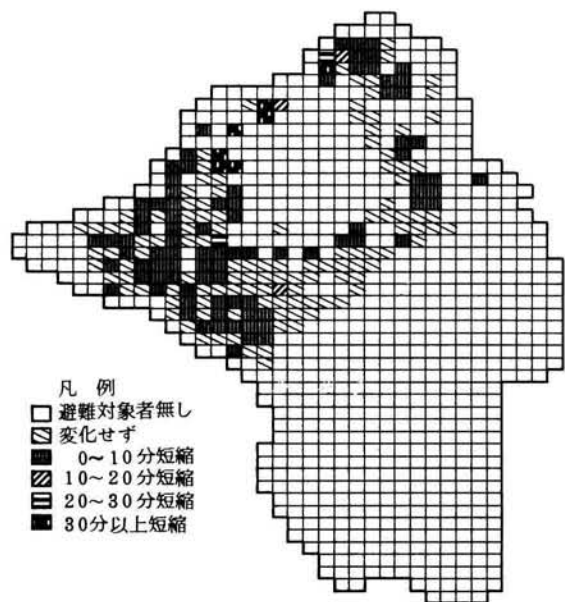 凡 例
避難対象者無し
変化せず
0~10分短縮
10~20分短縮
20~30分短縮
30分以上短縮